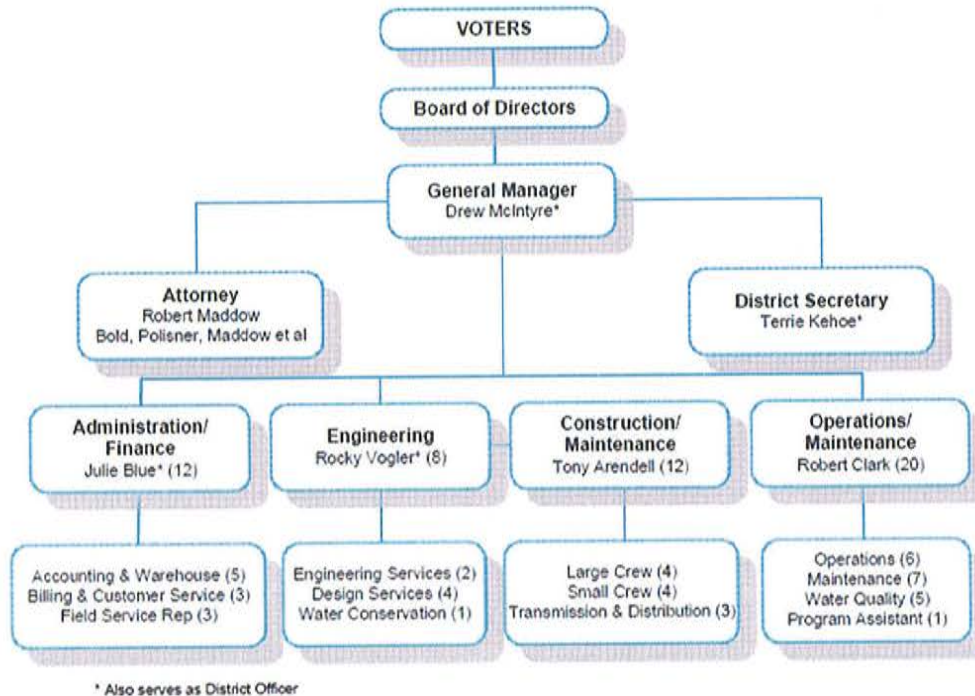 VOTERS
Board of Directors
General Manager
Drew McIntyre*
Attorney
Robert Maddow
Bold, Polisner, Maddow et al
District Secretary
Terrie Kehoe*
Administration/
Finance
Julie Blue* (12)
Engineering
Rocky Vogler* (8)
Construction/
Maintenance
Tony Arendell (12)
Operations/
Maintenance
Robert Clark (20)
Accounting & Warehouse (5)
Billing & Customer Service (3)
Field Service Rep (3)
Engineering Services (2)
Design Services (4)
Water Conservation (1)
Large Crew (4)
Small Crew (4)
Transmission & Distribution (3)
Operations (6)
Maintenance (7)
Water Quality (5)
Program Assistant (1)
* Also serves as District Officer